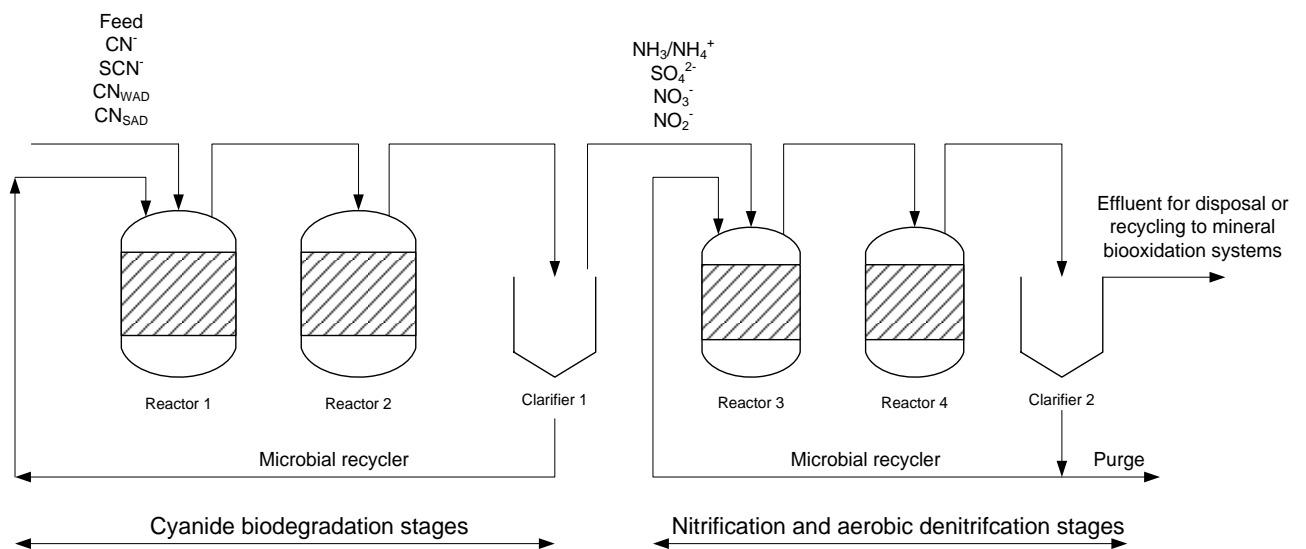 Feed
CN⁻
SCN⁻
CN_WAD
CN_SAD
NH₃/NH₄⁺
SO₄²⁻
NO₃⁻
NO₂⁻
Effluent for disposal or
recycling to mineral
biooxidation systems
Reactor 1
Reactor 2
Clarifier 1
Reactor 3
Reactor 4
Clarifier 2
Microbial recycler
Microbial recycler
Purge
Cyanide biodegradation stages
Nitrification and aerobic denitrifcation stages